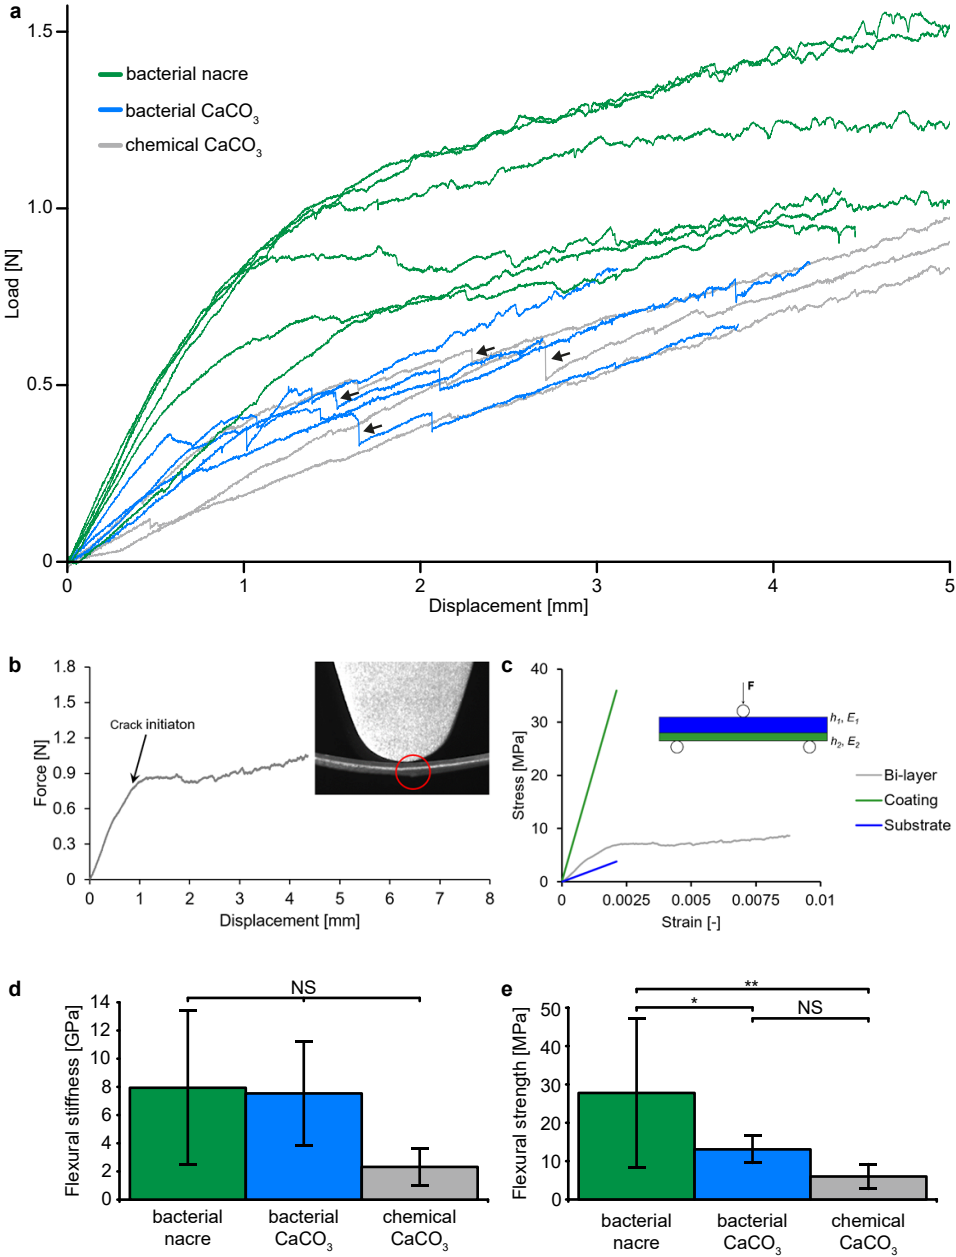 a
1.5
1.0
0.5
0
Load [N]
bacterial nacre
bacterial CaCO3
chemical CaCO3
0 1 2 3 4 5
Displacement [mm]
b
1.8
1.5
1.2
0.9
0.6
0.3
0
Force [N]
Crack initiaton
0 1 2 3 4 5 6 7 8
Displacement [mm]
c
40
30
20
10
0
Stress [MPa]
F
h1, E1
h2, E2
Bi-layer
Coating
Substrate
0 0.0025 0.005 0.0075 0.01
Strain [-]
d
NS
14
12
10
8
6
4
2
0
Flexural stiffness [GPa]
bacterial nacre
bacterial CaCO3
chemical CaCO3
e
**
*
NS
50
40
30
20
10
0
Flexural strength [MPa]
bacterial nacre
bacterial CaCO3
chemical CaCO3